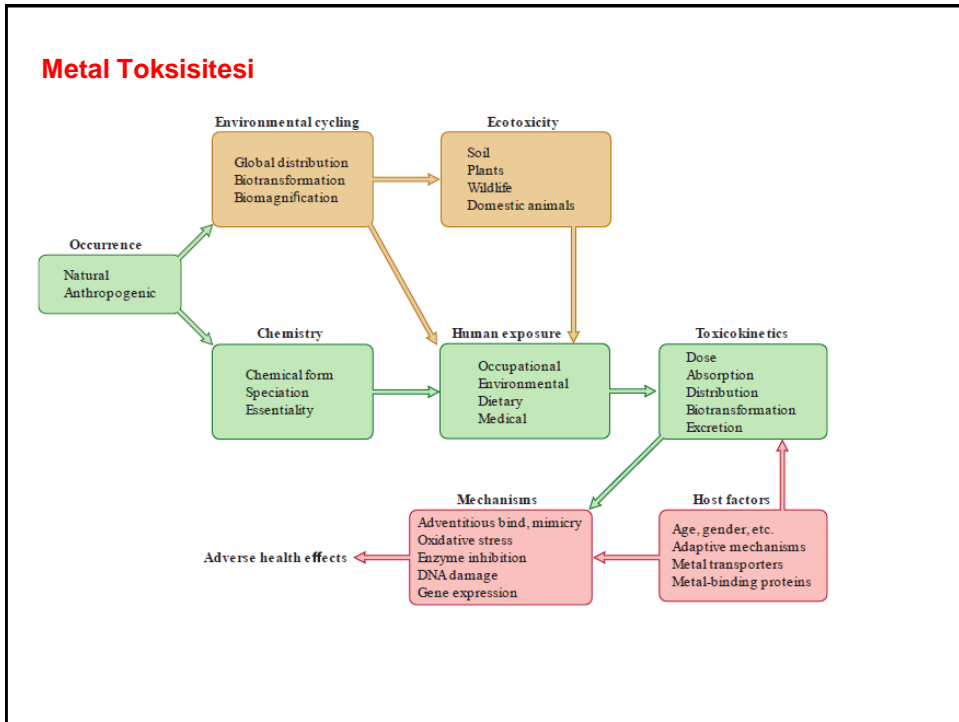 Metal Toksisitesi
Environmental cycling
Global distribution
Biotransformation
Biomagnification
Ecotoxicity
Soil
Plants
Wildlife
Domestic animals
Occurrence
Natural
Anthropogenic
Chemistry
Chemical form
Speciation
Essentiality
Human exposure
Occupational
Environmental
Dietary
Medical
Toxicokinetics
Dose
Absorption
Distribution
Biotransformation
Excretion
Mechanisms
Adventitious bind, mimicry
Oxidative stress
Enzyme inhibition
DNA damage
Gene expression
Host factors
Age, gender, etc.
Adaptive mechanisms
Metal transporters
Metal-binding proteins
Adverse health effects